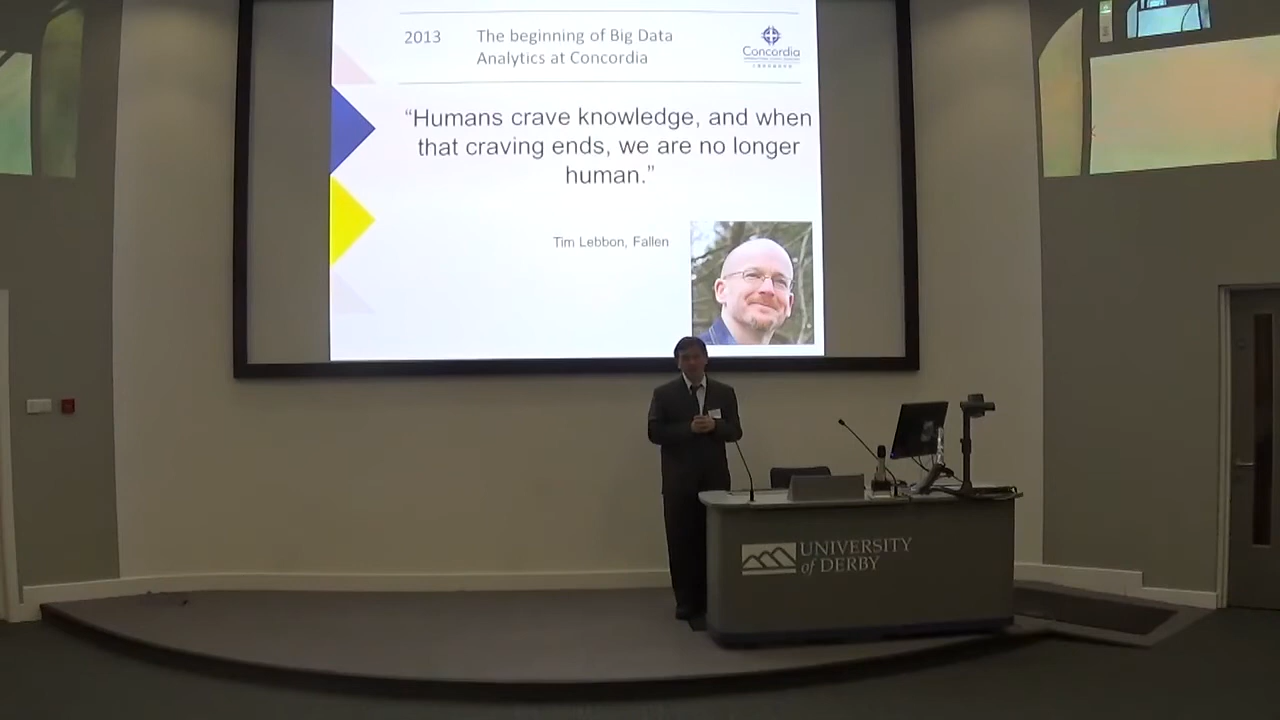 2013
The beginning of Big Data
Analytics at Concordia
Concordia
“Humans crave knowledge, and when
that craving ends, we are no longer
human.”
Tim Lebbon, Fallen
UNIVERSITY
of DERBY